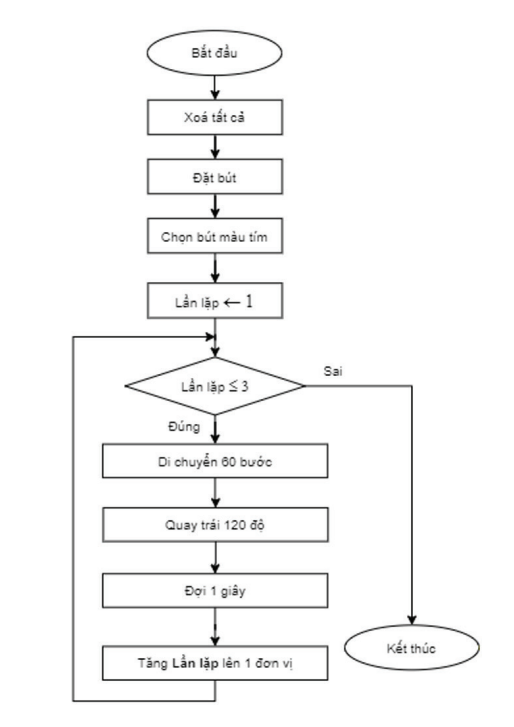 Bắt đầu
Xoá tất cả
Đặt bút
Chọn bút màu tím
Lần lặp ← 1
Lần lặp ≤ 3
Sai
Đúng
Di chuyển 60 bước
Quay trái 120 độ
Đợi 1 giây
Tăng Lần lặp lên 1 đơn vị
Kết thúc